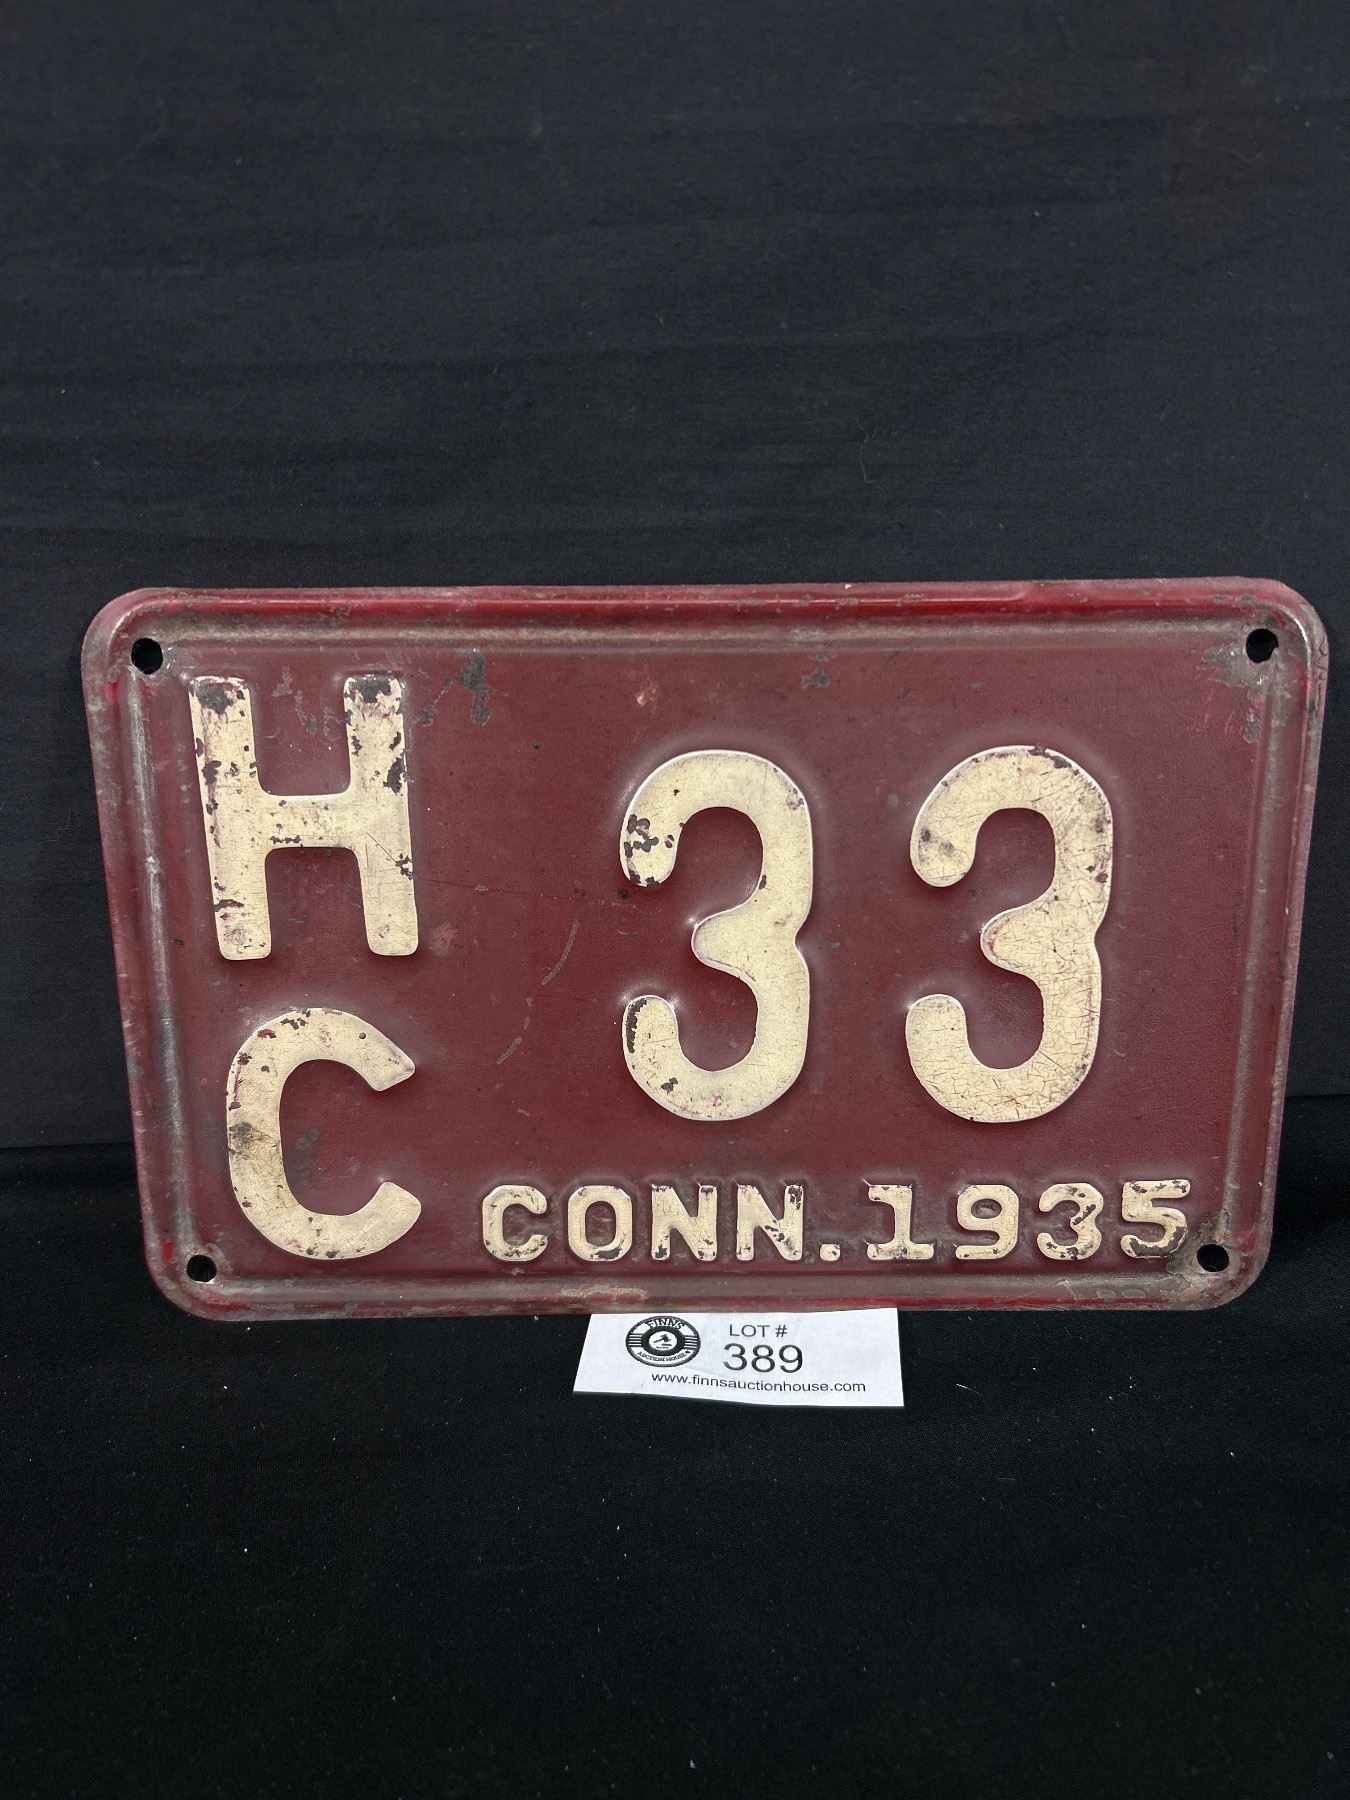 H
C
33
CONN. 1935
FINNS
AUCTION HOUSE
LOT #
389
www.finnsauctionhouse.com